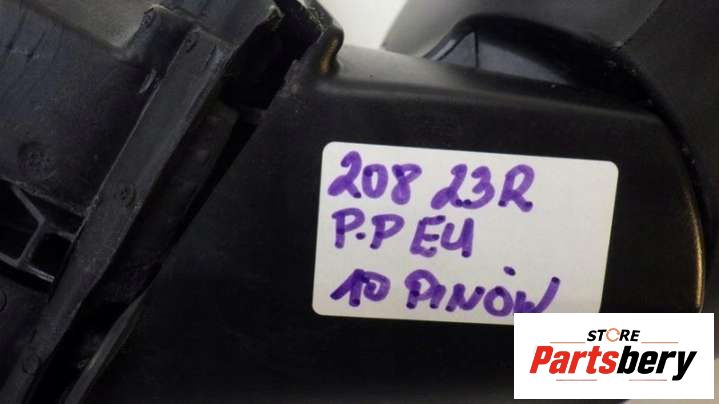 208 23R
P.P EU
10 PINÓW
STORE
Partsbery